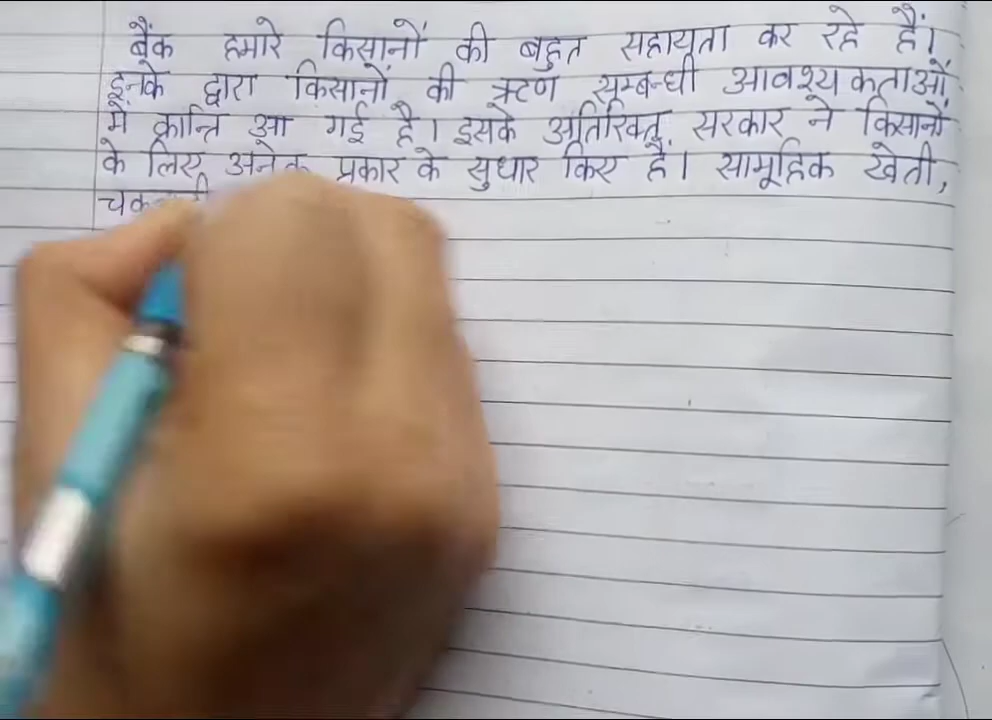 बैंक हमारे किसानों की बहुत सहायता कर रहे हैं।
इनके द्वारा किसानों की ऋण सम्बन्धी आवश्यकताओं
में क्रान्ति आ गई है। इसके अतिरिक्त, सरकार ने किसानों
के लिए अनेक प्रकार के सुधार किए हैं। सामूहिक खेती,